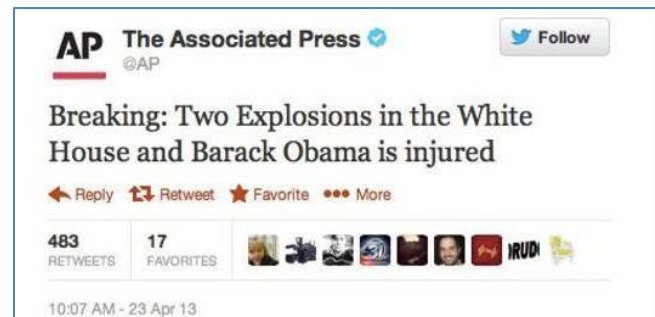 AP The Associated Press
@AP
Follow
Breaking: Two Explosions in the White
House and Barack Obama is injured
Reply Retweet Favorite More
483 17
RETWEETS FAVORITES
10:07 AM - 23 Apr 13